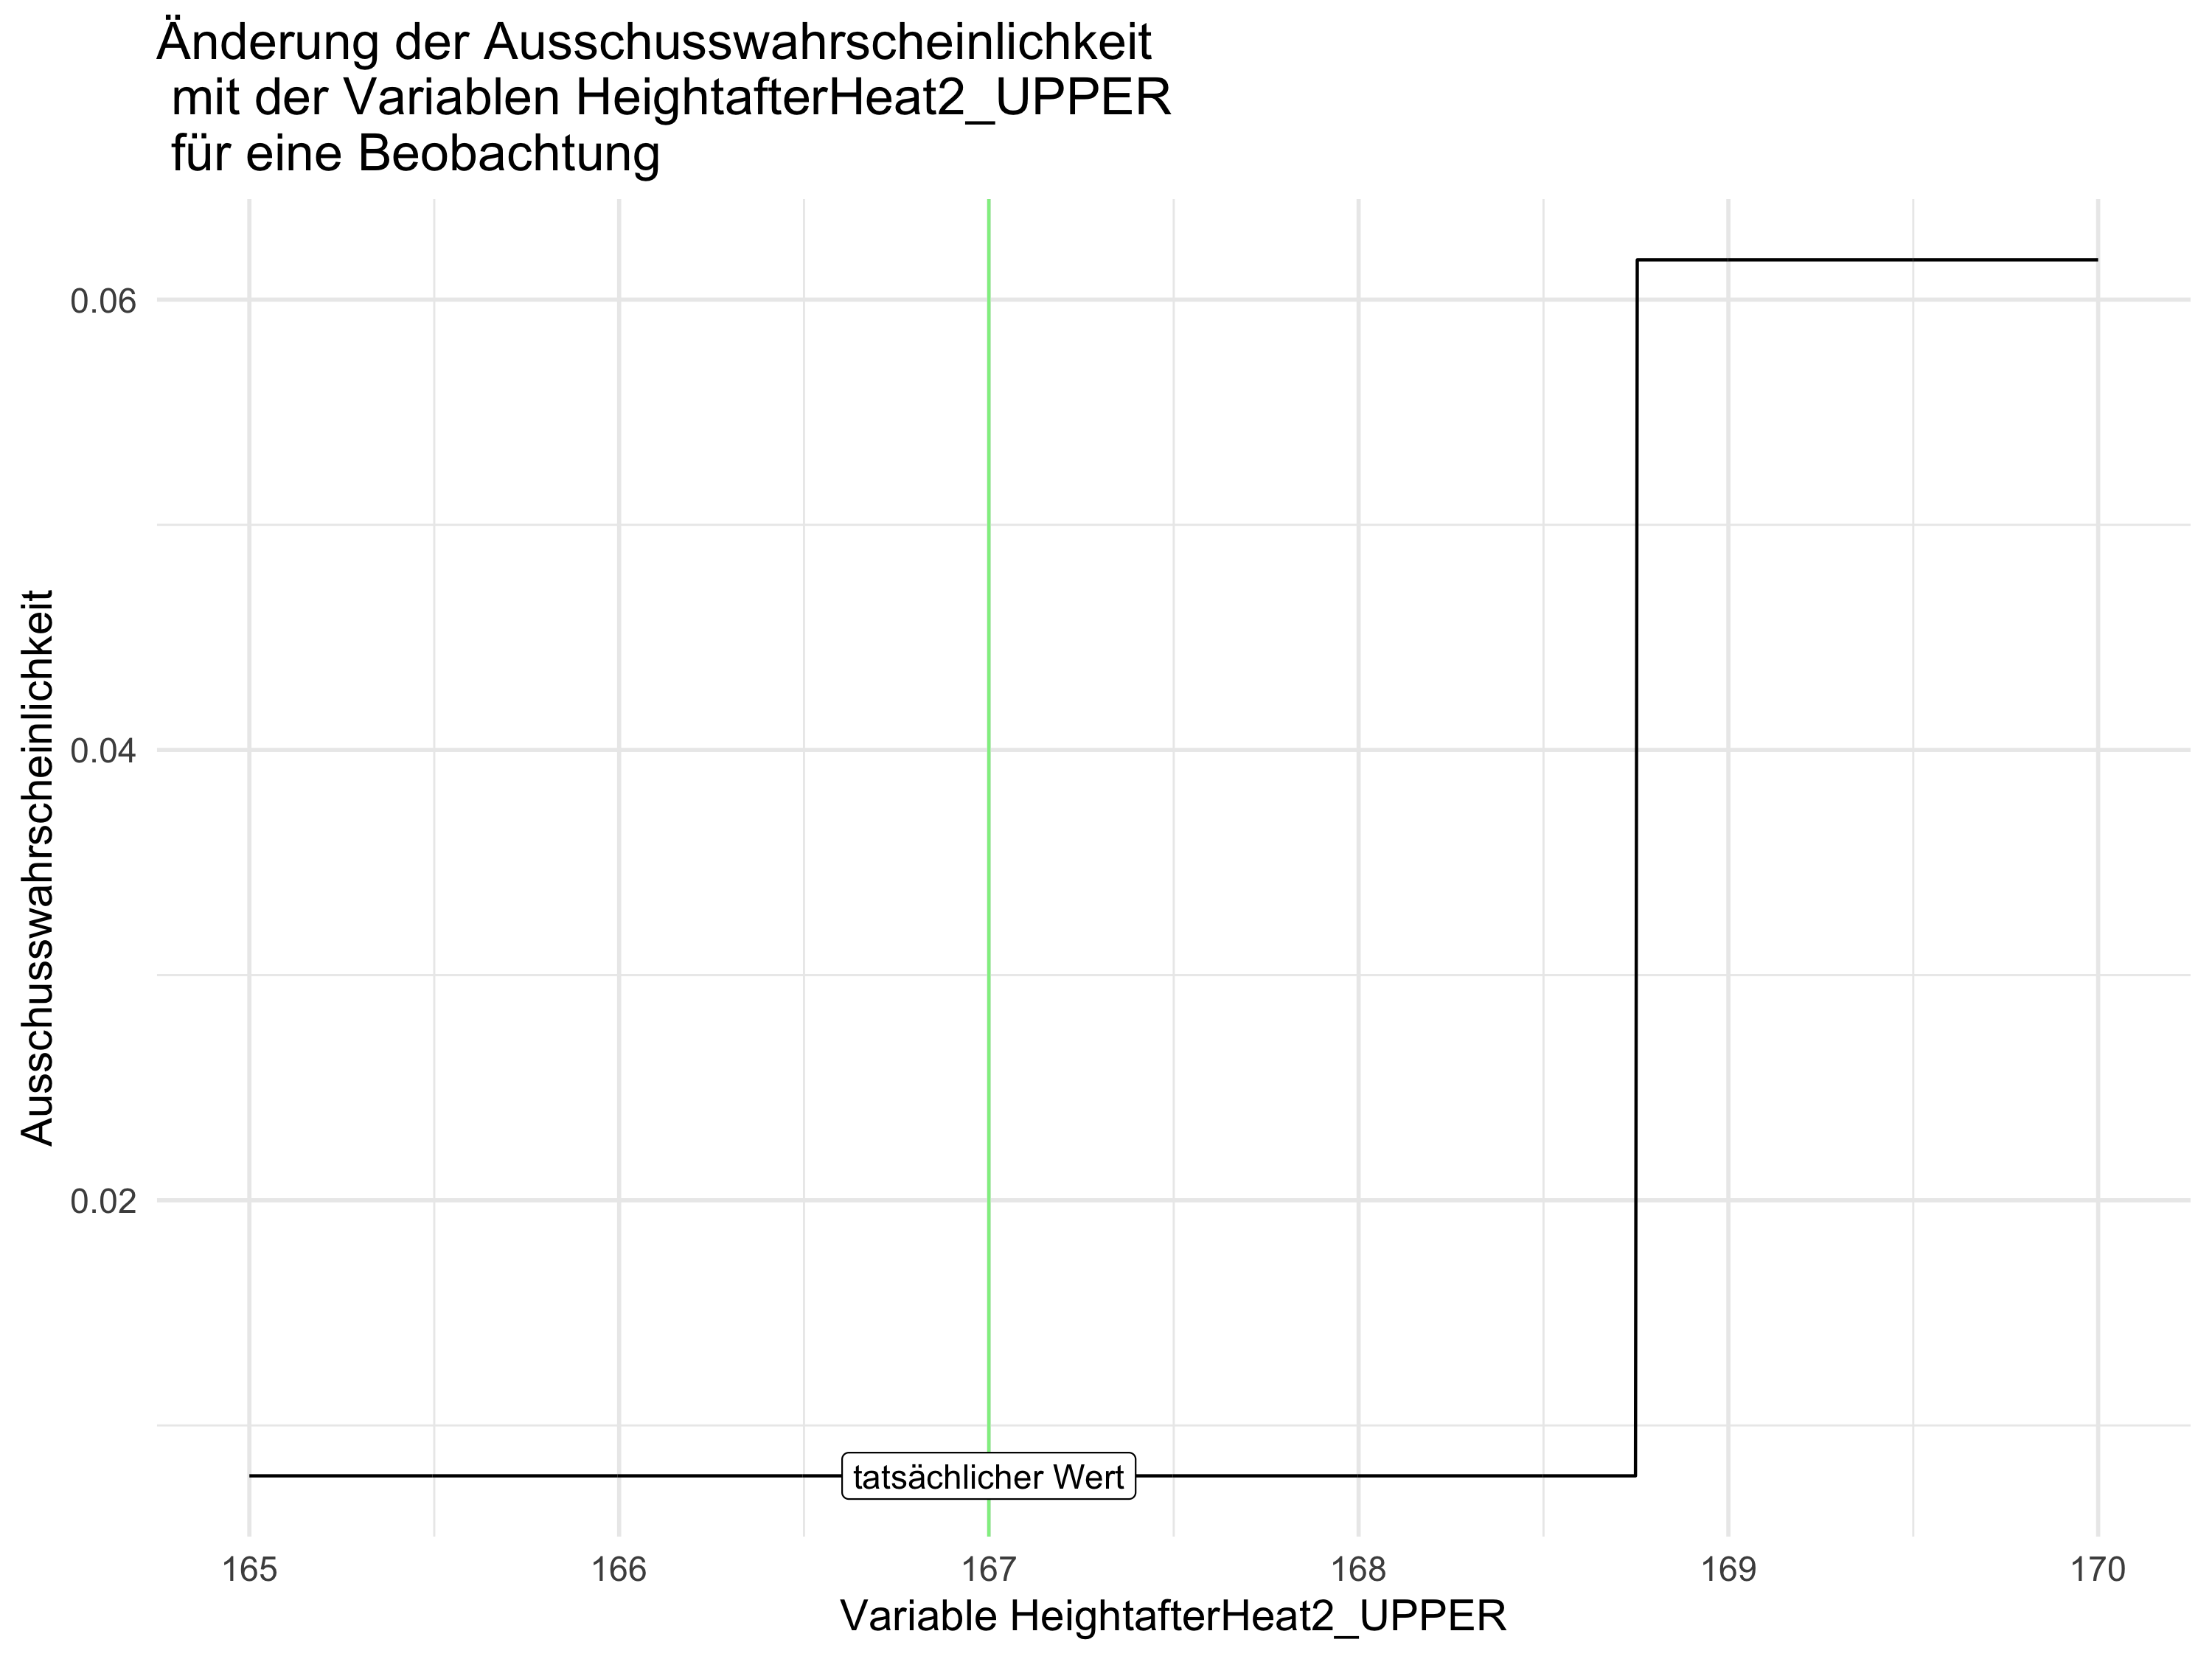 Änderung der Ausschusswahrscheinlichkeit
mit der Variablen HeightafterHeat2_UPPER
für eine Beobachtung
Ausschusswahrscheinlichkeit
0.06
0.04
0.02
tatsächlicher Wert
165 166 167 168 169 170
Variable HeightafterHeat2_UPPER